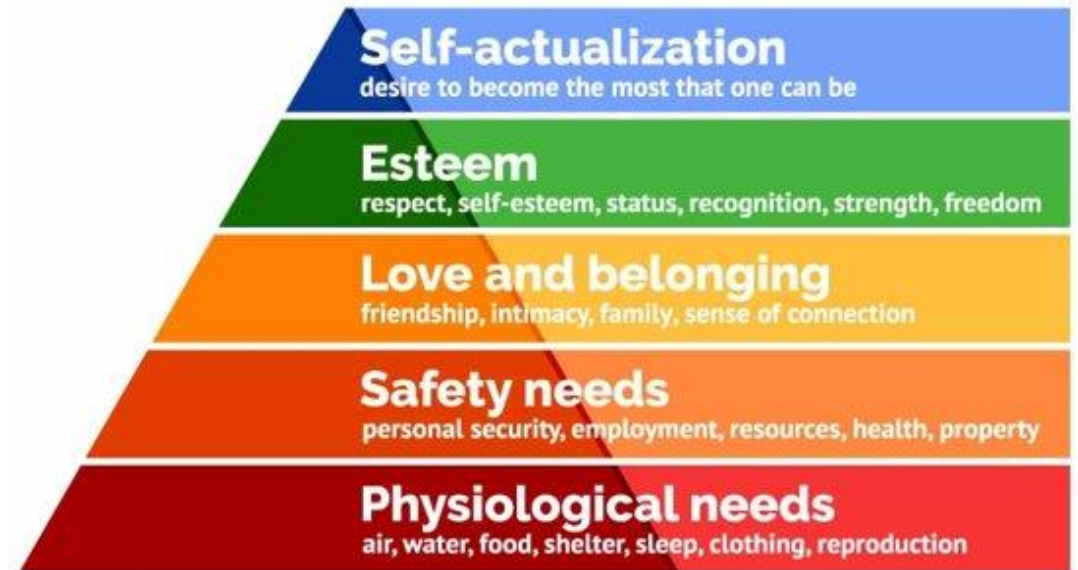 Self-actualization
desire to become the most that one can be
Esteem
respect, self-esteem, status, recognition, strength, freedom
Love and belonging
friendship, intimacy, family, sense of connection
Safety needs
personal security, employment, resources, health, property
Physiological needs
air, water, food, shelter, sleep, clothing, reproduction